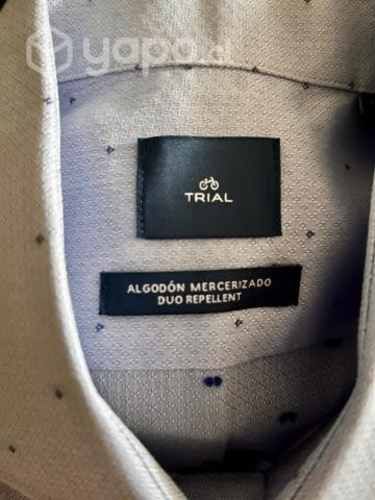 yapo.cl
TRIAL
ALGODÓN MERCERIZADO
DUO REPELLENT